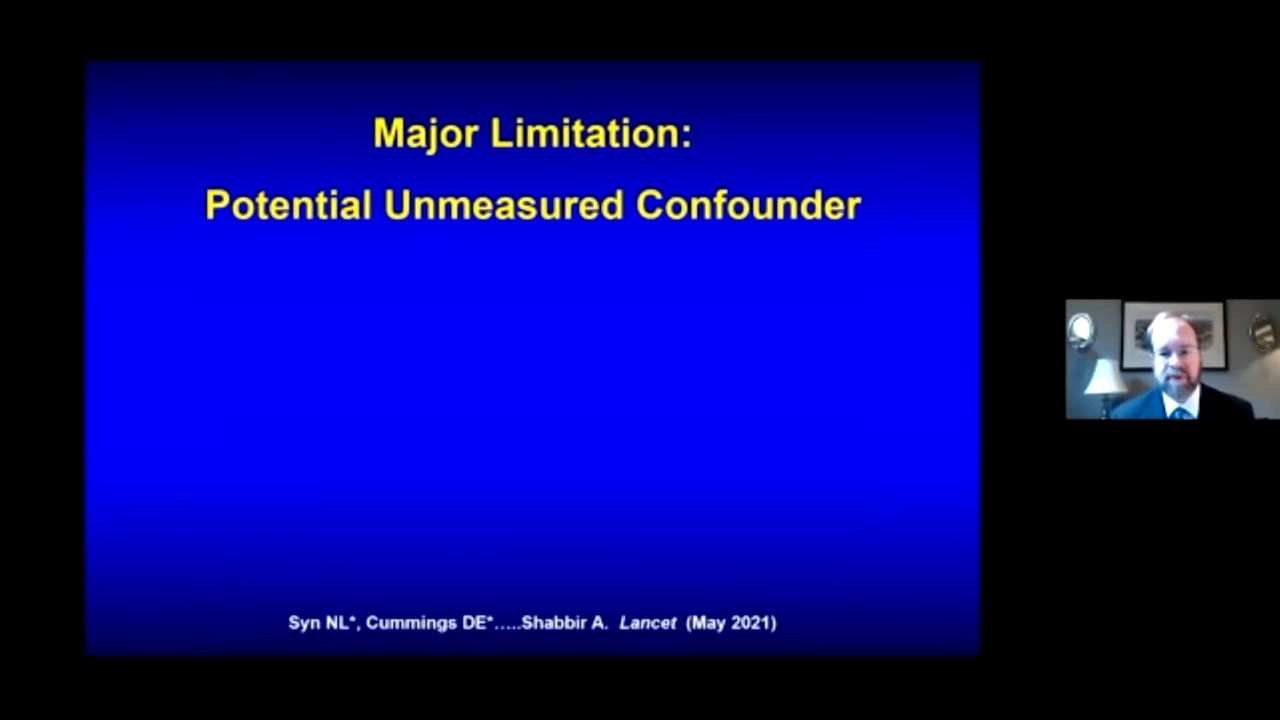 Major Limitation:
Potential Unmeasured Confounder
Syn NL*, Cummings DE*…..Shabbir A. Lancet (May 2021)